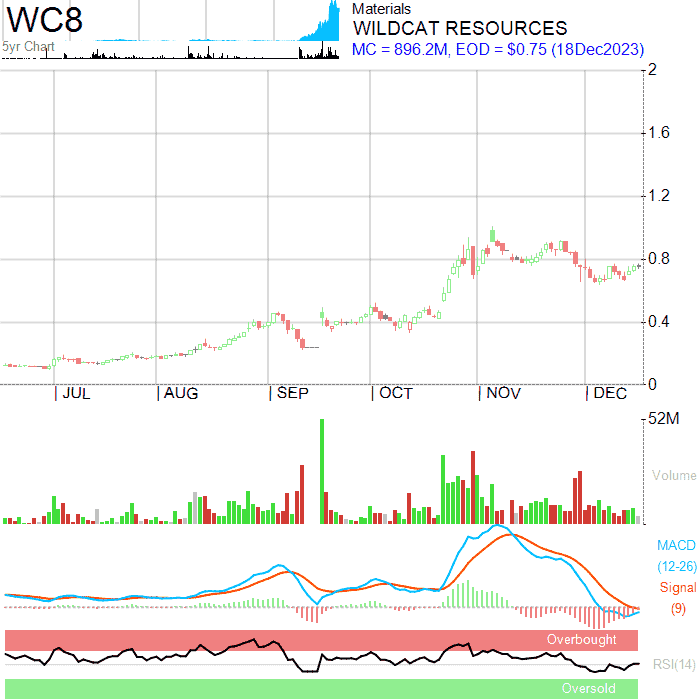 WC8
5yr Chart
Materials
WILDCAT RESOURCES
MC = 896.2M, EOD = $0.75 (18Dec2023)
2
1.6
1.2
0.8
0.4
0
JUL AUG SEP OCT NOV DEC
52M
Volume
MACD
(12-26)
Signal
(9)
Overbought
RSI(14)
Oversold